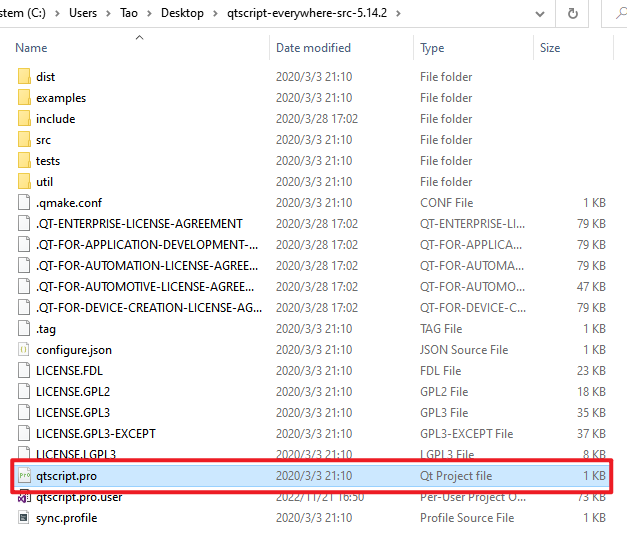 stem (C:) > Users > Tao > Desktop > qtscript-everywhere-src-5.14.2 >
Name Date modified Type Size
dist 2020/3/3 21:10 File folder
examples 2020/3/3 21:10 File folder
include 2020/3/28 17:02 File folder
src 2020/3/3 21:10 File folder
tests 2020/3/3 21:10 File folder
util 2020/3/3 21:10 File folder
.qmake.conf 2020/3/3 21:10 CONF File 1 KB
.QT-ENTERPRISE-LICENSE-AGREEMENT 2020/3/28 17:02 QT-ENTERPRISE-LI... 79 KB
.QT-FOR-APPLICATION-DEVELOPMENT-... 2020/3/28 17:02 QT-FOR-APPLICA... 79 KB
.QT-FOR-AUTOMATION-LICENSE-AGREE... 2020/3/28 17:02 QT-FOR-AUTOMA... 79 KB
.QT-FOR-AUTOMOTIVE-LICENSE-AGREE... 2020/3/28 17:02 QT-FOR-AUTOMO... 47 KB
.QT-FOR-DEVICE-CREATION-LICENSE-AG... 2020/3/28 17:02 QT-FOR-DEVICE-C... 79 KB
.tag 2020/3/3 21:10 TAG File 1 KB
configure.json 2020/3/3 21:10 JSON Source File 1 KB
LICENSE.FDL 2020/3/3 21:10 FDL File 23 KB
LICENSE.GPL2 2020/3/3 21:10 GPL2 File 18 KB
LICENSE.GPL3 2020/3/3 21:10 GPL3 File 35 KB
LICENSE.GPL3-EXCEPT 2020/3/3 21:10 GPL3-EXCEPT File 37 KB
LICENSE.LGPL3 2020/3/3 21:10 LGPL3 File 8 KB
qtscript.pro 2020/3/3 21:10 Qt Project file 1 KB
qtscript.pro.user 2022/11/21 16:50 Per-User Project O... 73 KB
sync.profile 2020/3/3 21:10 Profile Source File 1 KB